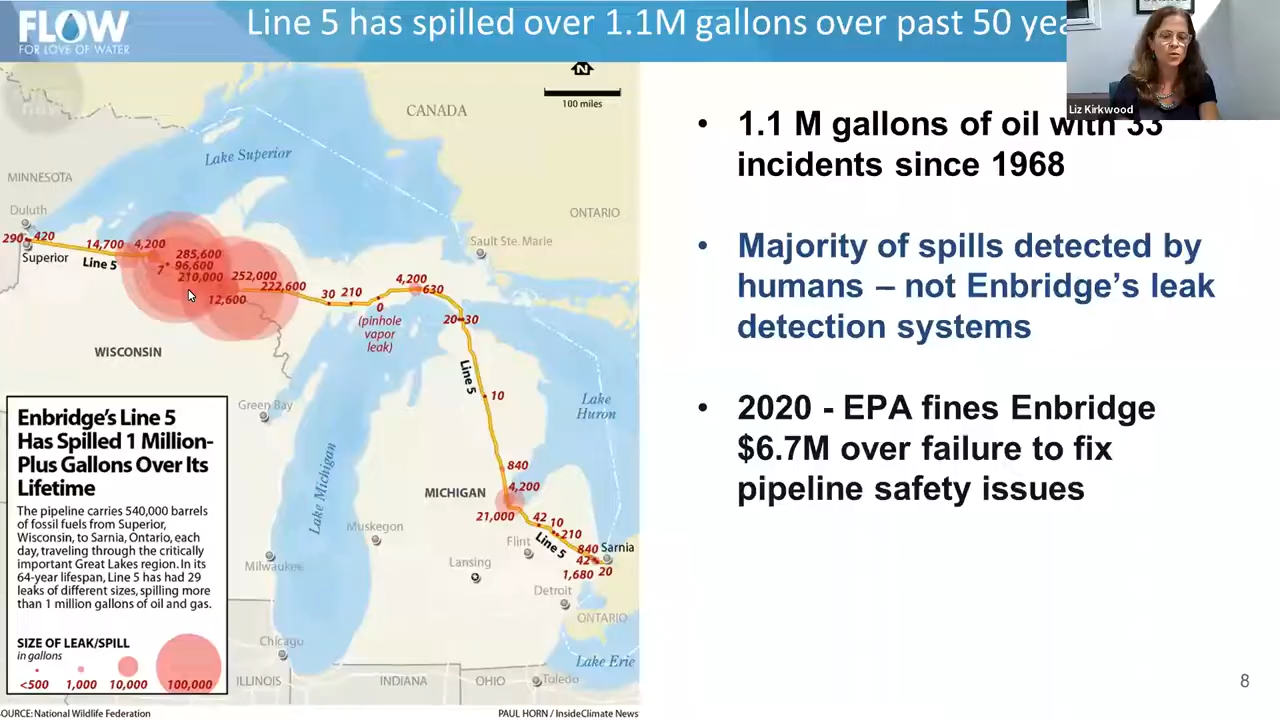 FLOW
FOR LOVE OF WATER
Line 5 has spilled over 1.1M gallons over past 50 yea
Liz Kirkwood
N
100 miles
CANADA
Lake Superior
MINNESOTA
Duluth
ONTARIO
Sault Ste. Marie
290
420
Superior
14,700
4,200
Line 5
285,600
7
96,600
210,000
252,000
222,600
12,600
30
210
0
(pinhole
vapor
leak)
4,200
630
20
30
WISCONSIN
Line 5
10
Green Bay
Lake
Huron
Lake Michigan
840
MICHIGAN
4,200
21,000
42
10
210
Muskegon
Flint
Line 5
840
Sarnia
42
1,680
20
Milwaukee
Lansing
Detroit
ONTARIO
Chicago
Lake Erie
ILLINOIS
INDIANA
OHIO
Toledo
Enbridge's Line 5
Has Spilled 1 Million-
Plus Gallons Over Its
Lifetime
The pipeline carries 540,000 barrels
of fossil fuels from Superior,
Wisconsin, to Sarnia, Ontario, each
day, traveling through the critically
important Great Lakes region. In its
64-year lifespan, Line 5 has had 29
leaks of different sizes, spilling more
than 1 million gallons of oil and gas.
SIZE OF LEAK/SPILL
in gallons
<500
1,000
10,000
100,000
OURCE: National Wildlife Federation
PAUL HORN / InsideClimate News
• 1.1 M gallons of oil with 33
incidents since 1968
• Majority of spills detected by
humans – not Enbridge's leak
detection systems
• 2020 - EPA fines Enbridge
$6.7M over failure to fix
pipeline safety issues
8